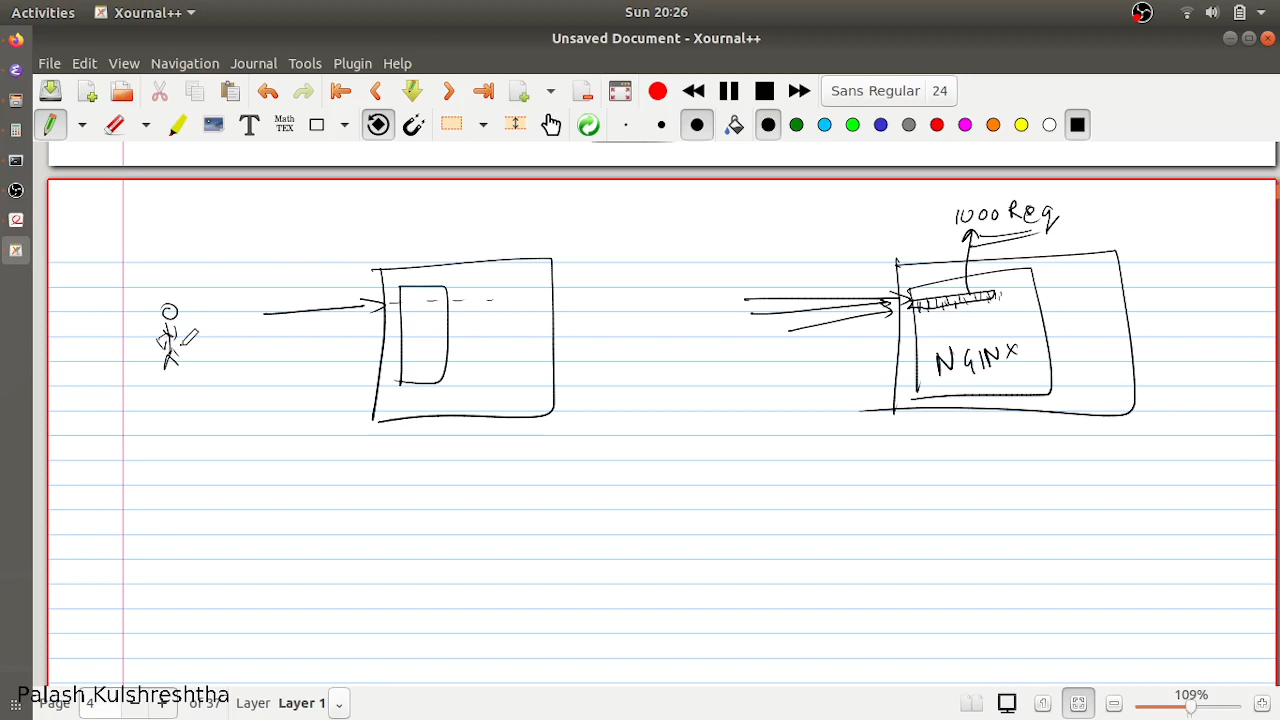 Activities Xournal++ Sun 20:26
Unsaved Document - Xournal++
File Edit View Navigation Journal Tools Plugin Help
Sans Regular 24
Math
TEX
1000 Req
NGINX
Palash Kulshreshtha
Page 4 of 37 Layer Layer 1 109%